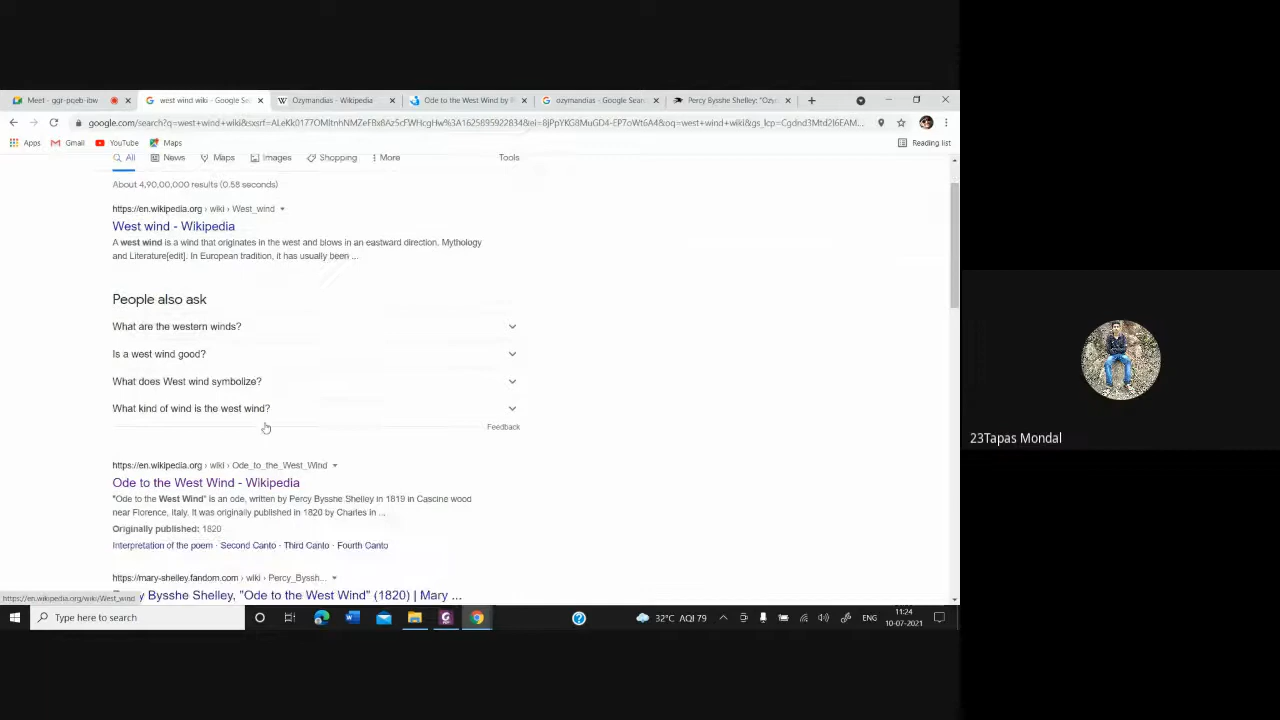 Meet - ggr-pqeb-ibw
west wind wiki - Google Se
Ozymandias - Wikipedia
Ode to the West Wind by
ozymandias - Google Sear
Percy Bysshe Shelley: "Ozy
Apps
Gmail
YouTube
Maps
Reading list
All
News
Maps
Images
Shopping
More
Tools
About 4,90,00,000 results (0.58 seconds)
https://en.wikipedia.org › wiki › West_wind
West wind - Wikipedia
A west wind is a wind that originates in the west and blows in an eastward direction. Mythology
and Literature[edit]. In European tradition, it has usually been ...
People also ask
What are the western winds?
Is a west wind good?
What does West wind symbolize?
What kind of wind is the west wind?
Feedback
https://en.wikipedia.org › wiki › Ode_to_the_West_Wind
Ode to the West Wind - Wikipedia
"Ode to the West Wind" is an ode, written by Percy Bysshe Shelley in 1819 in Cascine wood
near Florence, Italy. It was originally published in 1820 by Charles in ...
Originally published: 1820
Interpretation of the poem · Second Canto · Third Canto · Fourth Canto
https://mary-shelley.fandom.com › wiki › Percy_Byssh...
Bysshe Shelley, "Ode to the West Wind" (1820) | Mary ...
https://en.wikipedia.org/wiki/West_wind
Type here to search
32°C AQI 79
ENG
11:24
10-07-2021
23Tapas Mondal